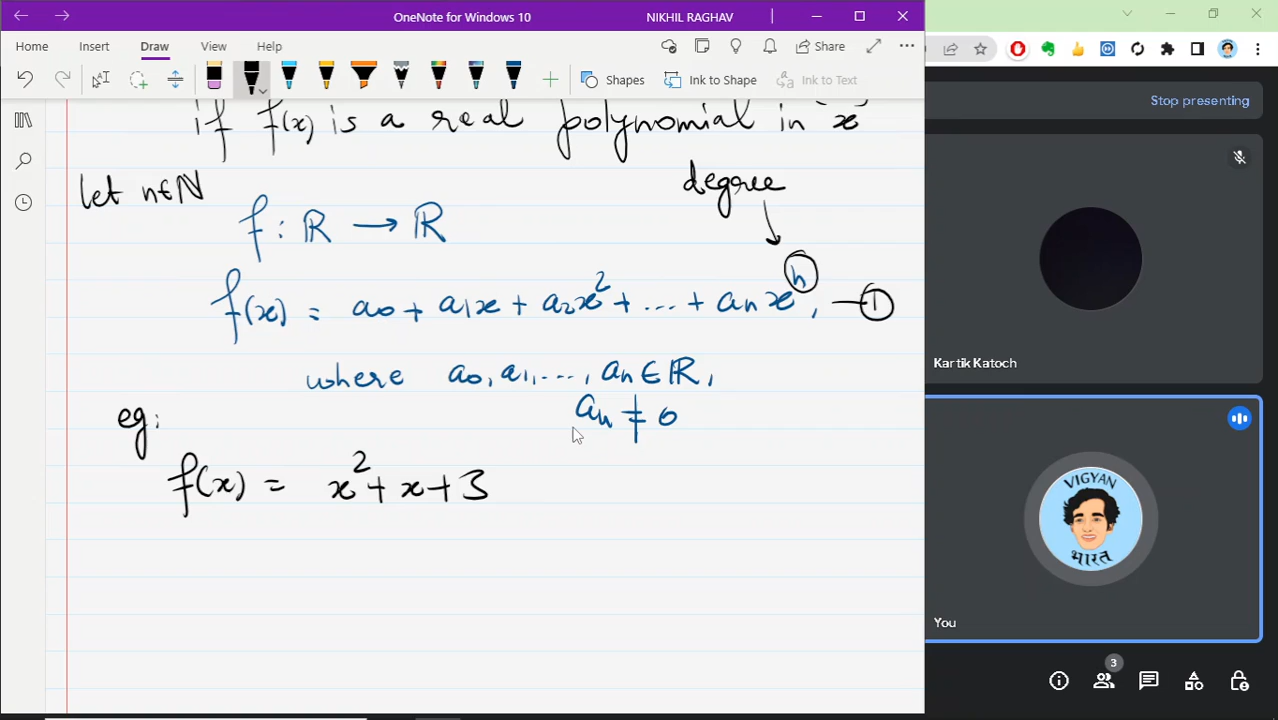 OneNote for Windows 10
NIKHIL RAGHAV
Home Insert Draw View Help
Share
Shapes Ink to Shape Ink to Text
Stop presenting
if f(x) is a real polynomial in x
let n∈ℕ
degree
f : ℝ → ℝ
f(x) = a0 + a1x + a2x² + ... + anxⁿ, —①
where a0, a1, ..., an ∈ ℝ,
an ≠ 0
eg:
f(x) = x² + x + 3
Kartik Katoch
VIGYAN
भारत
You
3